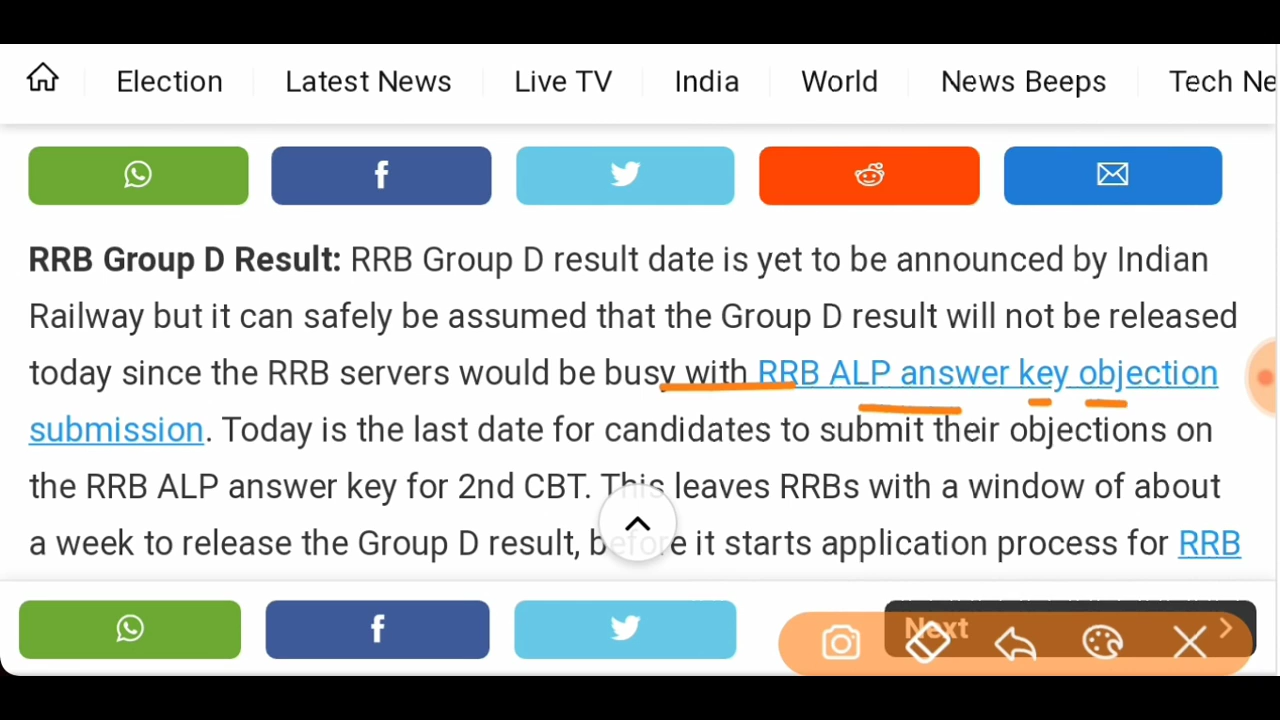 Election Latest News Live TV India World News Beeps Tech Ne
RRB Group D Result: RRB Group D result date is yet to be announced by Indian
Railway but it can safely be assumed that the Group D result will not be released
today since the RRB servers would be busy with RRB ALP answer key objection
submission. Today is the last date for candidates to submit their objections on
the RRB ALP answer key for 2nd CBT. This leaves RRBs with a window of about
a week to release the Group D result, before it starts application process for RRB
Next